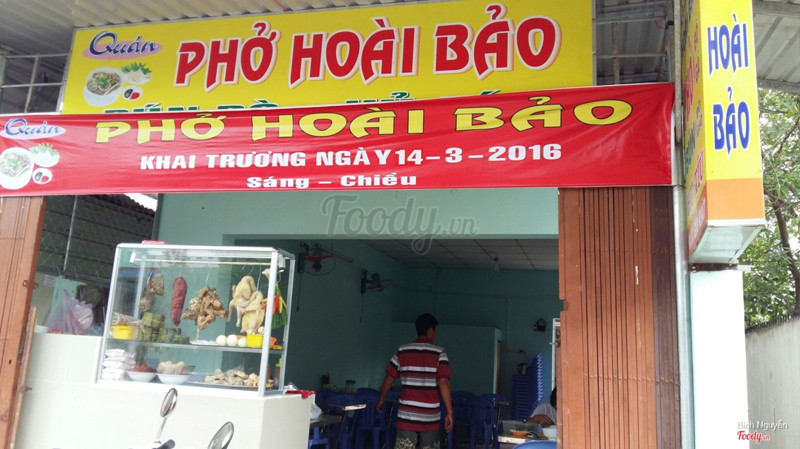 Quán
PHỞ HOÀI BẢO
Quán
PHỞ HOÀI BẢO
KHAI TRƯƠNG NGÀY 14-3-2016
Sáng - Chiều
HOÀI BẢO
Foody.vn
Bích Nguyễn
Foody.vn